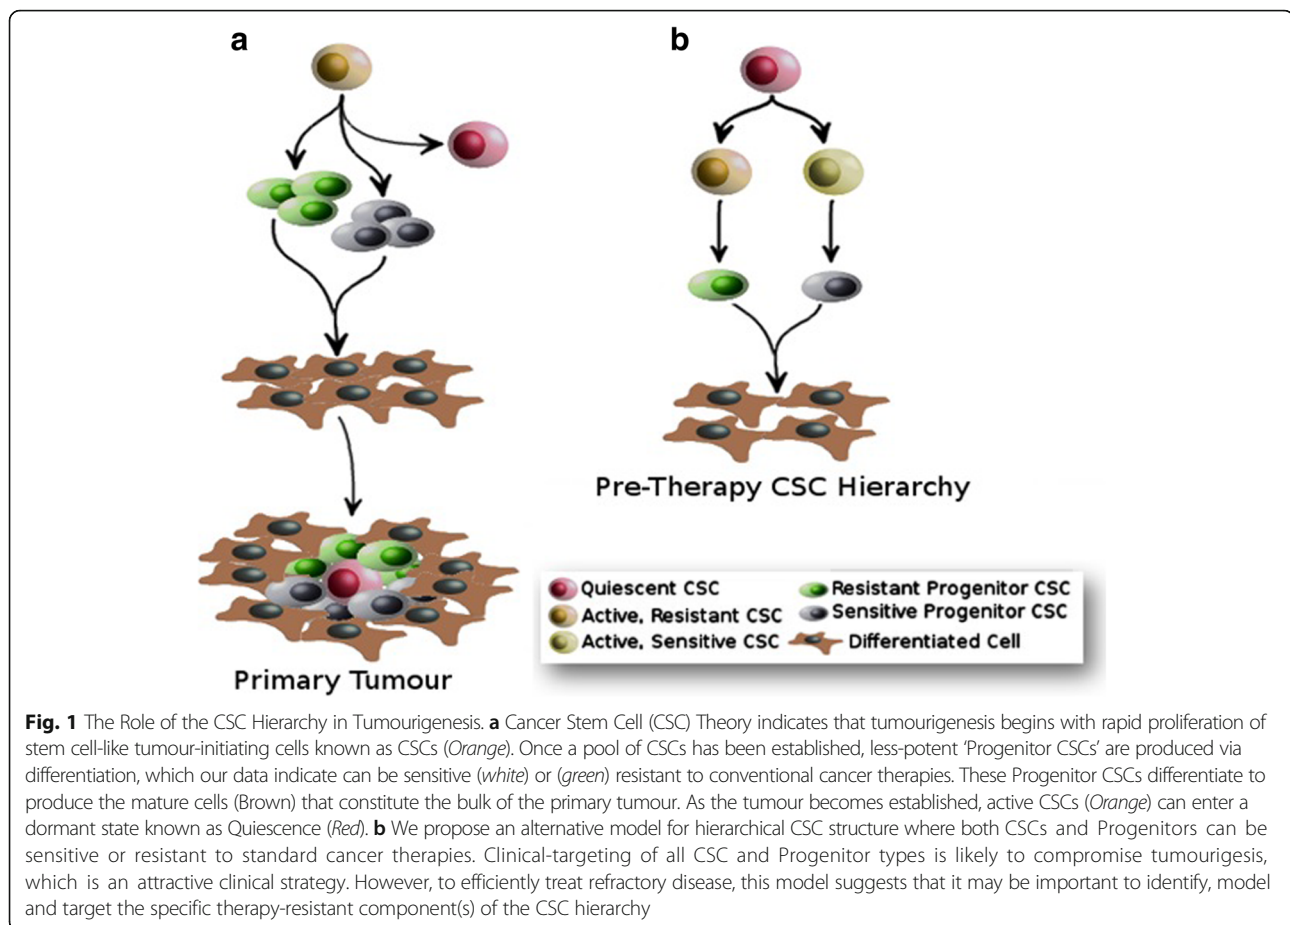 a
b
Pre-Therapy CSC Hierarchy
Quiescent CSC
Active, Resistant CSC
Active, Sensitive CSC
Resistant Progenitor CSC
Sensitive Progenitor CSC
Differentiated Cell
Primary Tumour
Fig. 1 The Role of the CSC Hierarchy in Tumourigenesis. a Cancer Stem Cell (CSC) Theory indicates that tumourigenesis begins with rapid proliferation of
stem cell-like tumour-initiating cells known as CSCs (Orange). Once a pool of CSCs has been established, less-potent ‘Progenitor CSCs’ are produced via
differentiation, which our data indicate can be sensitive (white) or (green) resistant to conventional cancer therapies. These Progenitor CSCs differentiate to
produce the mature cells (Brown) that constitute the bulk of the primary tumour. As the tumour becomes established, active CSCs (Orange) can enter a
dormant state known as Quiescence (Red). b We propose an alternative model for hierarchical CSC structure where both CSCs and Progenitors can be
sensitive or resistant to standard cancer therapies. Clinical-targeting of all CSC and Progenitor types is likely to compromise tumourigesis,
which is an attractive clinical strategy. However, to efficiently treat refractory disease, this model suggests that it may be important to identify, model
and target the specific therapy-resistant component(s) of the CSC hierarchy